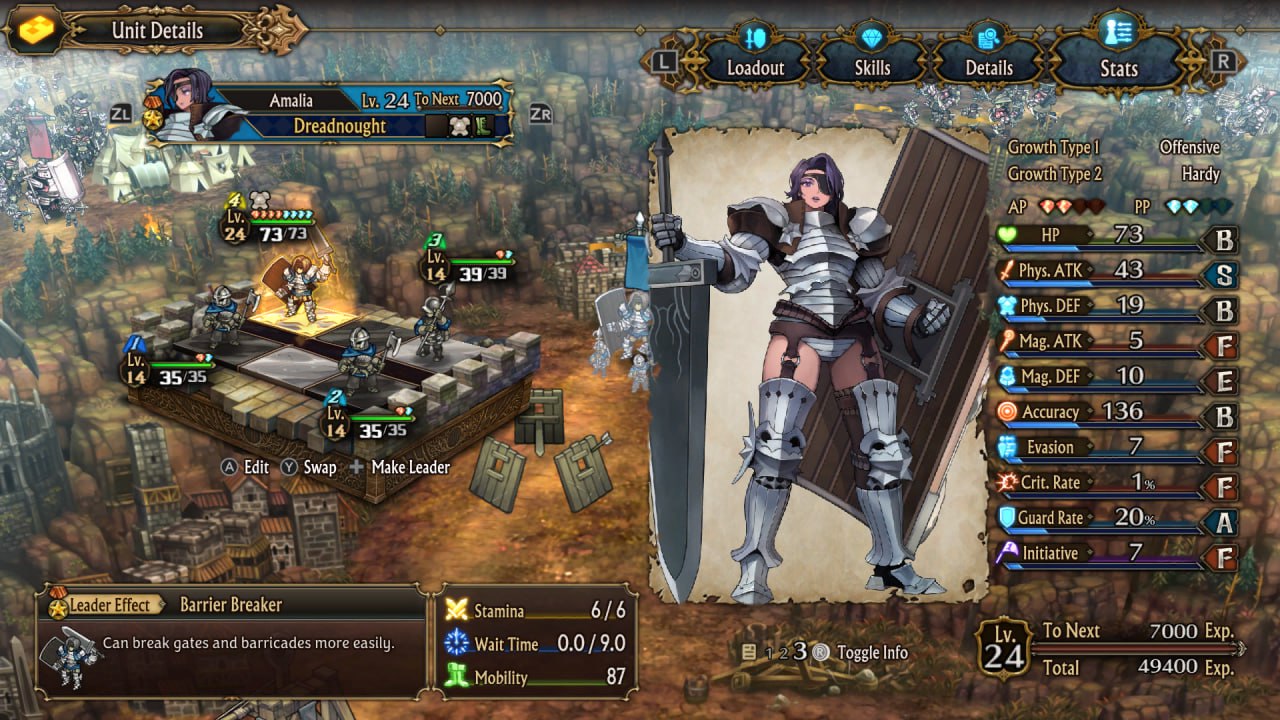 Unit Details
L
Loadout
Skills
Details
Stats
R
ZL
Amalia
Lv. 24 To Next 7000
Dreadnought
ZR
4
Lv.
24
73/73
3
Lv.
14
39/39
1
Lv.
14
35/35
2
Lv.
14
35/35
A Edit Y Swap + Make Leader
Leader Effect Barrier Breaker
Can break gates and barricades more easily.
Stamina 6/6
Wait Time 0.0/9.0
Mobility 87
Growth Type 1 Offensive
Growth Type 2 Hardy
AP PP
HP 73 B
Phys. ATK 43 S
Phys. DEF 19 B
Mag. ATK 5 F
Mag. DEF 10 E
Accuracy 136 B
Evasion 7 F
Crit. Rate 1% F
Guard Rate 20% A
Initiative 7 F
1 2 3 R Toggle Info
Lv.
24
To Next 7000 Exp.
Total 49400 Exp.